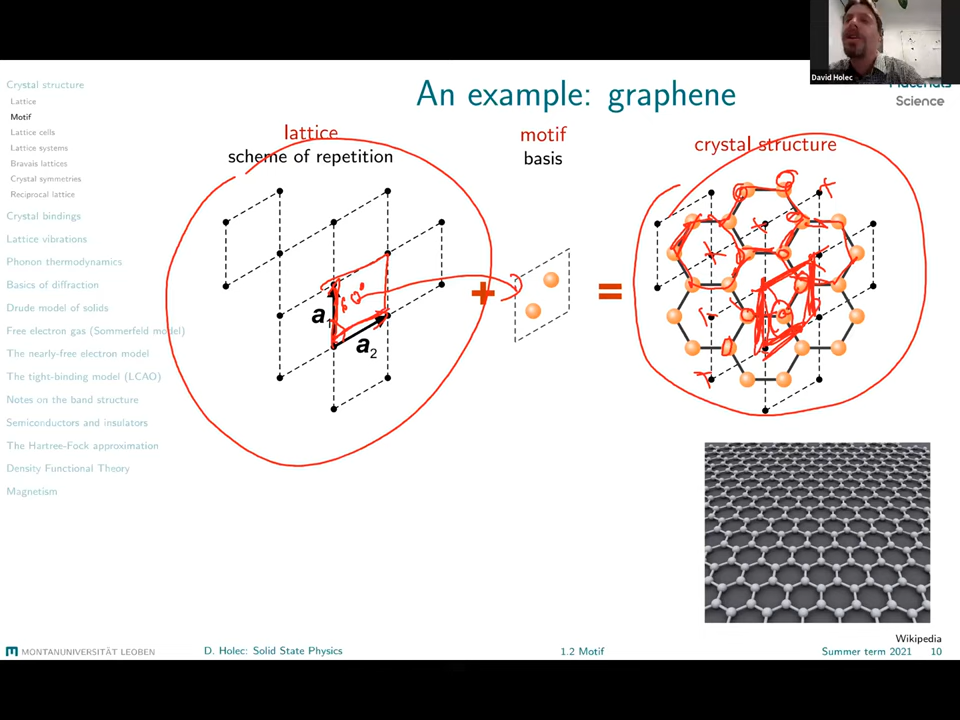 David Holec
Science
An example: graphene
Crystal structure
Lattice
Motif
Lattice cells
Lattice systems
Bravais lattices
Crystal symmetries
Reciprocal lattice
Crystal bindings
Lattice vibrations
Phonon thermodynamics
Basics of diffraction
Drude model of solids
Free electron gas (Sommerfeld model)
The nearly-free electron model
The tight-binding model (LCAO)
Notes on the band structure
Semiconductors and insulators
The Hartree-Fock approximation
Density Functional Theory
Magnetism
lattice
scheme of repetition
motif
basis
crystal structure
60°
a
a2
+
=
Wikipedia
MONTANUNIVERSITÄT LEOBEN
D. Holec: Solid State Physics
1.2 Motif
Summer term 2021 10